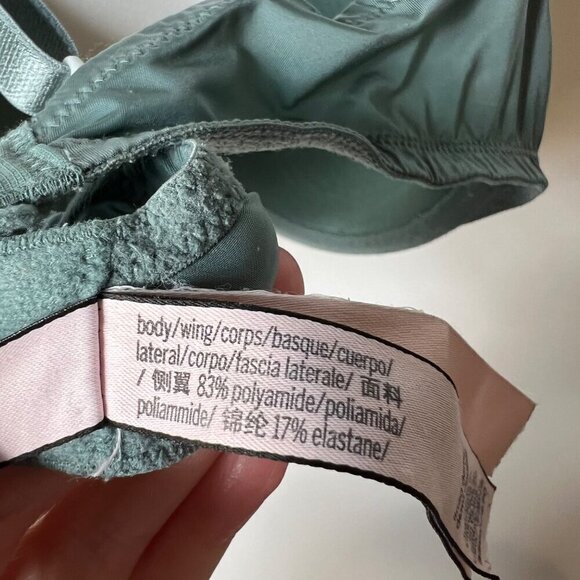 body/wing/corps/basque/cuerpo/
lateral/corpo/fascia laterale/ 面料
/ 侧翼 83% polyamide/poliamida/
poliammide/ 锦纶 17% elastane/